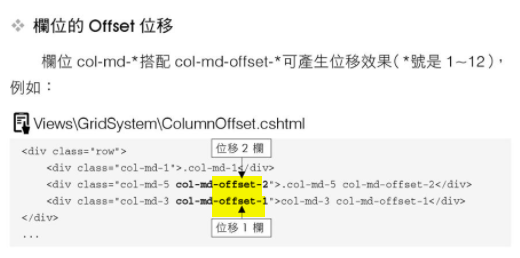 ❖ 欄位的 Offset 位移
欄位 col-md-*搭配 col-md-offset-*可產生位移效果(*號是 1~12),
例如:
Views\GridSystem\ColumnOffset.cshtml
<div class="row">
位移 2 欄
<div class="col-md-1">.col-md-1</div>
<div class="col-md-5 col-md-offset-2">.col-md-5 col-md-offset-2</div>
<div class="col-md-3 col-md-offset-1">col-md-3 col-md-offset-1</div>
</div>
位移 1 欄
...